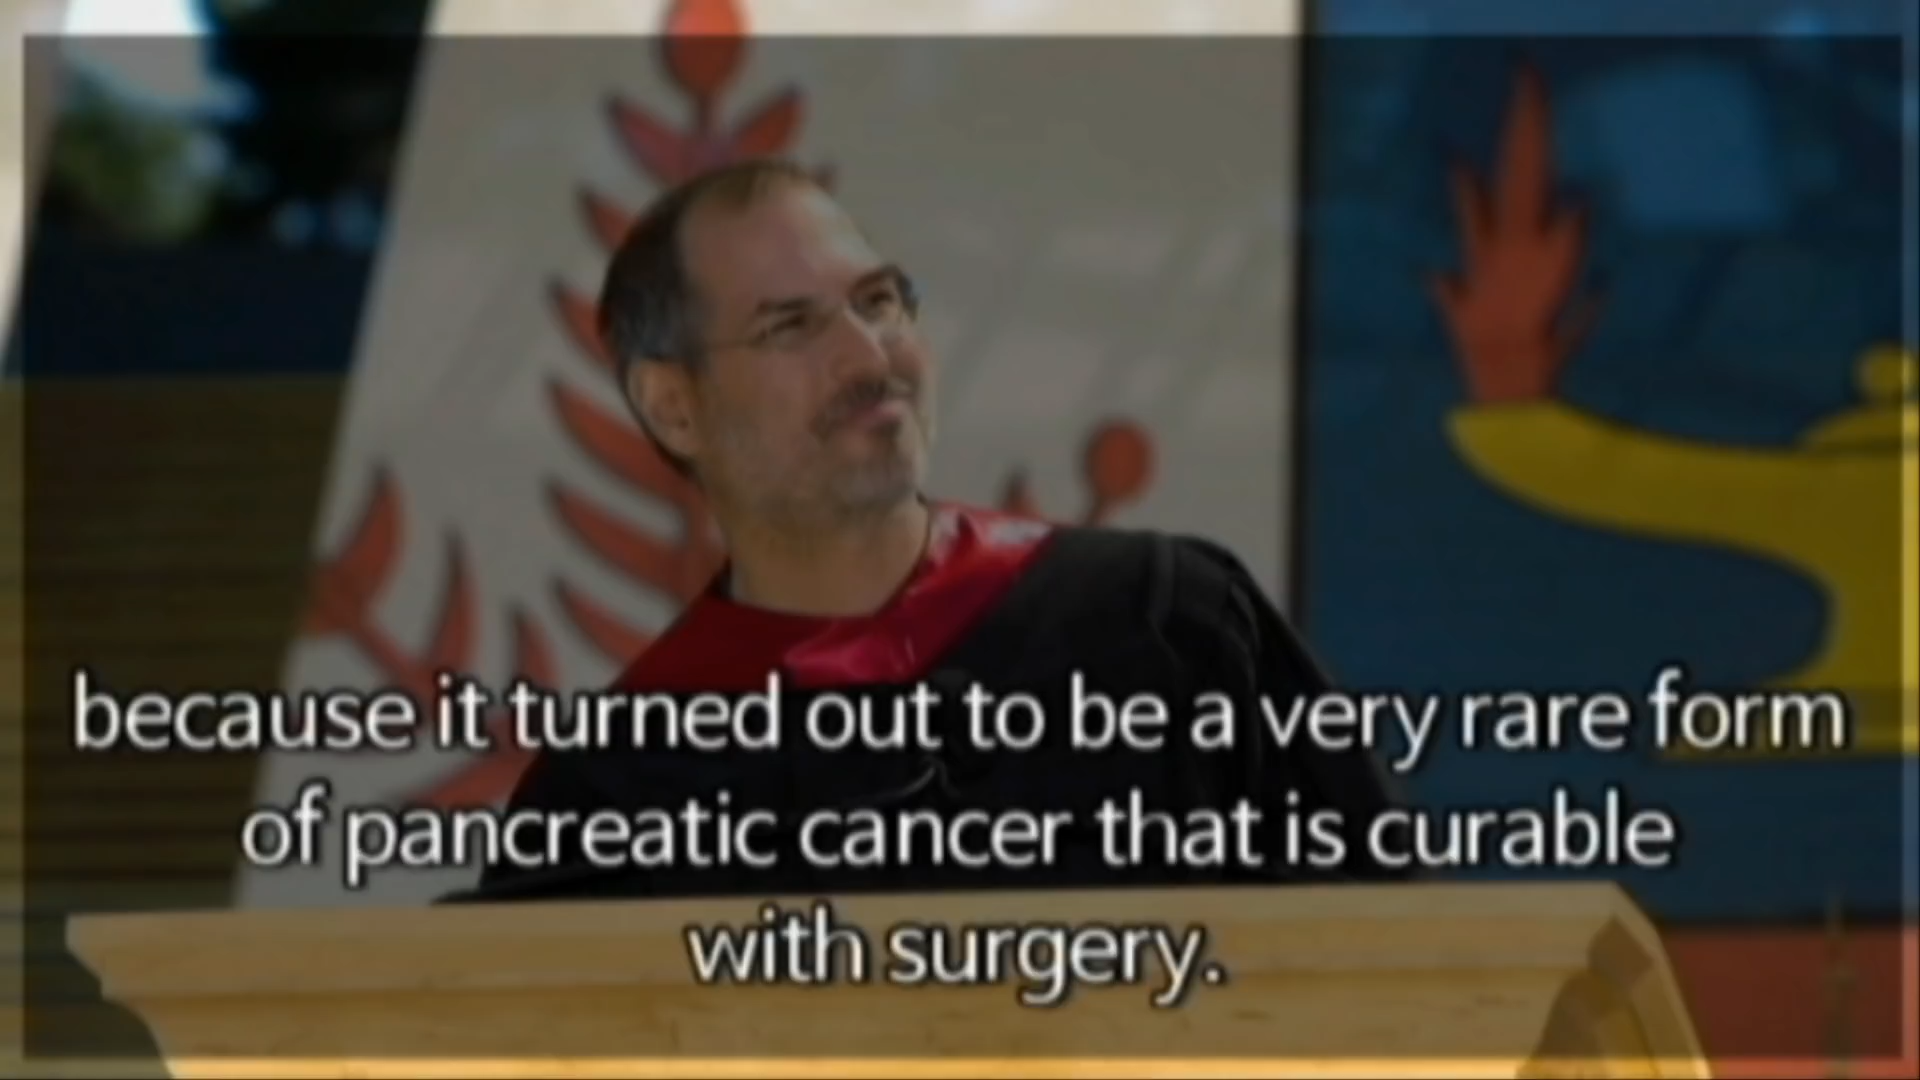 because it turned out to be a very rare form
of pancreatic cancer that is curable
with surgery.